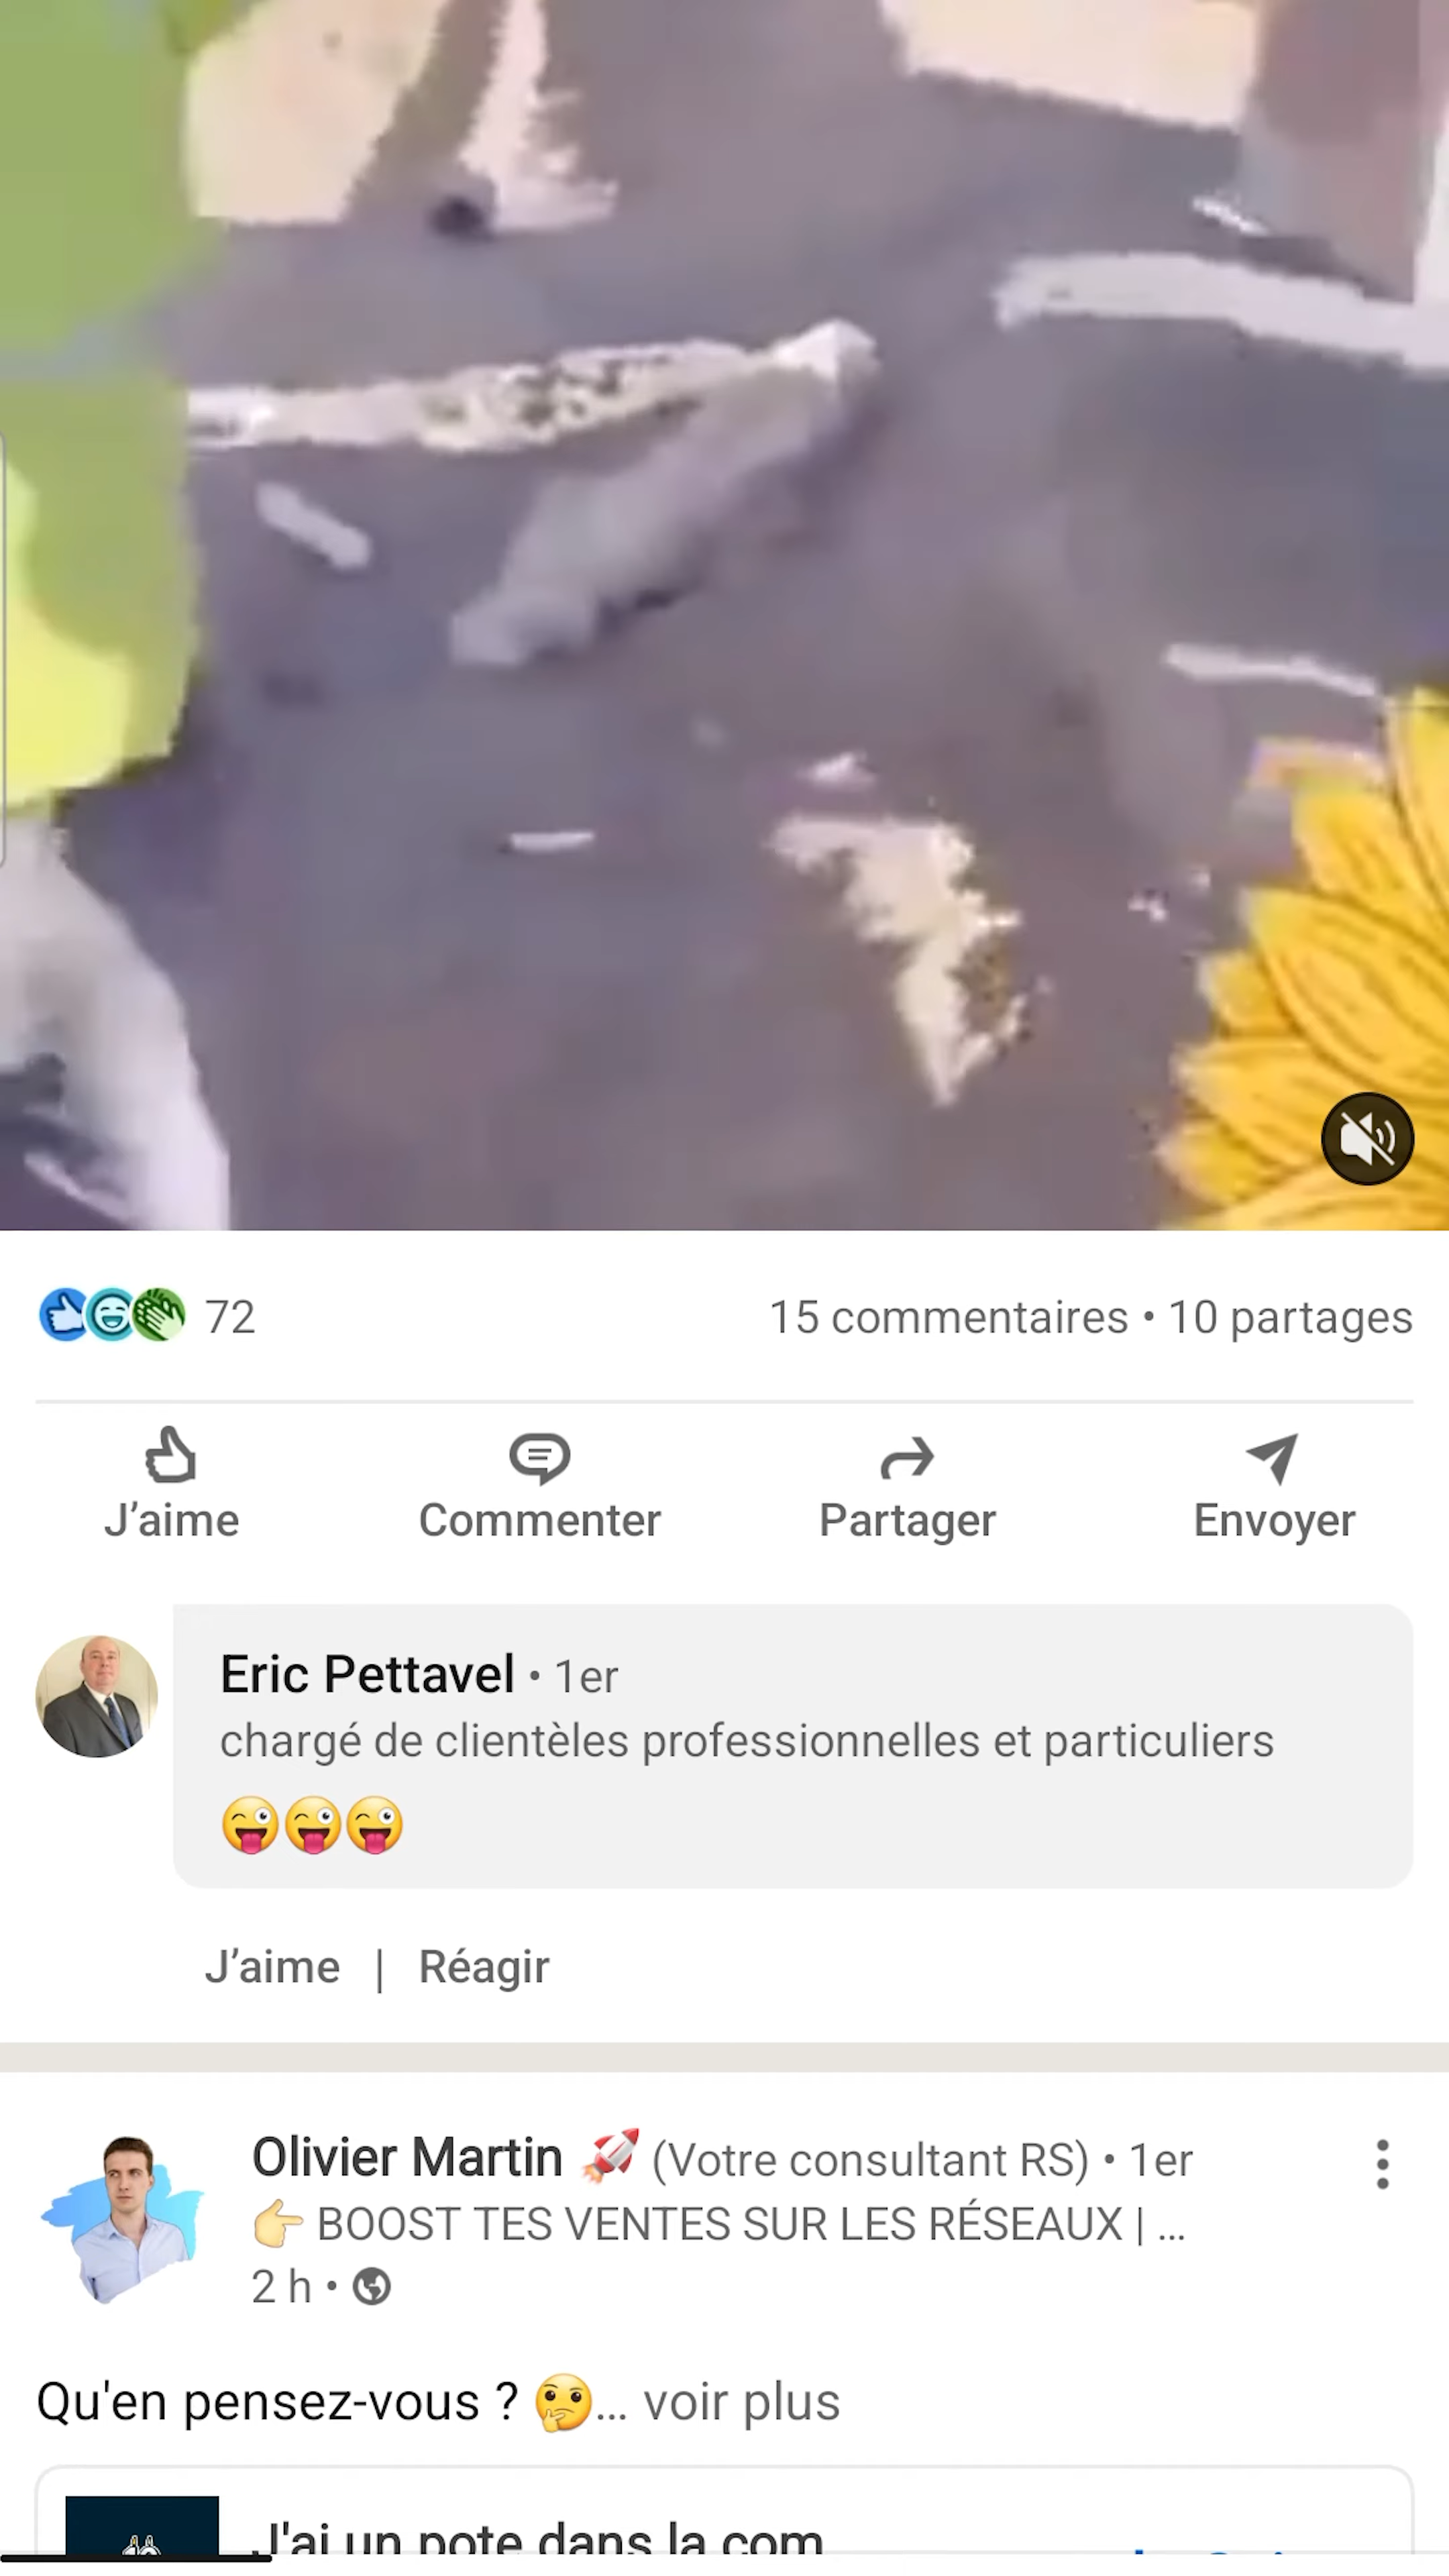 72
15 commentaires • 10 partages
J’aime
Commenter
Partager
Envoyer
Eric Pettavel • 1er
chargé de clientèles professionnelles et particuliers
😜😜😜
J’aime | Réagir
Olivier Martin 🚀 (Votre consultant RS) • 1er
👉 BOOST TES VENTES SUR LES RÉSEAUX | ...
2 h •
Qu'en pensez-vous ? 🤔... voir plus
J'ai un pote dans la com